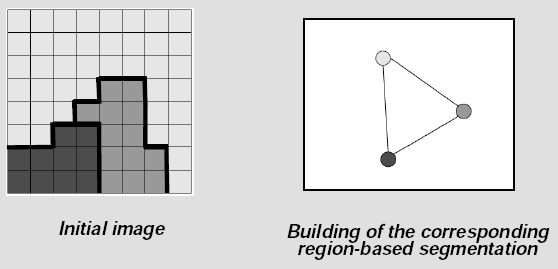 Initial image
Building of the corresponding
region-based segmentation